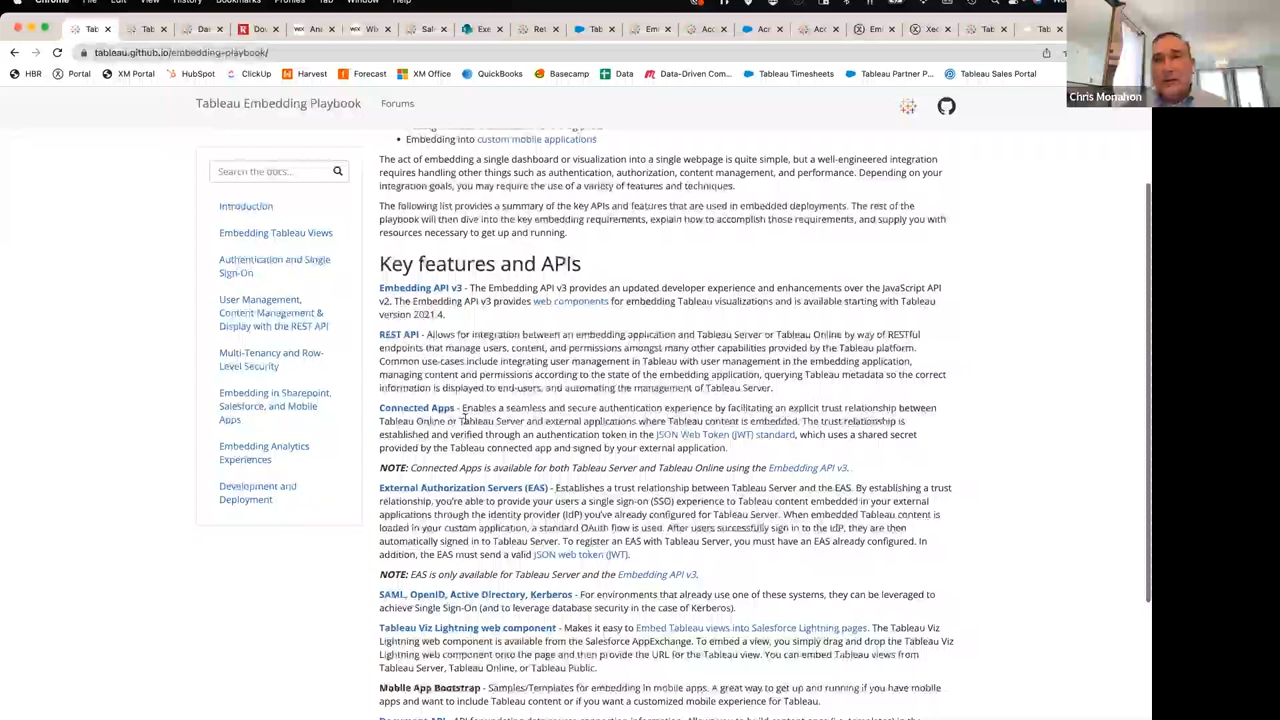 Chrome
View
History
Bookmarks
Profiles
Tab
Window
Help
Tab
Tab
Da
Do
An
W
Sal
Exe
Ret
Tab
Em
Acc
Acr
Em
Xe
Co
Tab
tableau.github.io/embedding-playbook/
HBR
Portal
XM Portal
HubSpot
ClickUp
Harvest
Forecast
XM Office
QuickBooks
Basecamp
Data
Data-Driven Com...
Tableau Timesheets
Tableau Partner P...
Tableau Sales Portal
Chris Monahon
Tableau Embedding Playbook
Forums
Search the docs...
Introduction
Embedding Tableau Views
Authentication and Single
Sign-On
User Management,
Content Management &
Display with the REST API
Multi-Tenancy and Row-
Level Security
Embedding in Sharepoint,
Salesforce, and Mobile
Apps
Embedding Analytics
Experiences
Development and
Deployment
• Embedding into custom mobile applications
The act of embedding a single dashboard or visualization into a single webpage is quite simple, but a well-engineered integration
requires handling other things such as authentication, authorization, content management, and performance. Depending on your
integration goals, you may require the use of a variety of features and techniques.
The following list provides a summary of the key APIs and features that are used in embedded deployments. The rest of the
playbook will then dive into the key embedding requirements, explain how to accomplish those requirements, and supply you with
resources necessary to get up and running.
Key features and APIs
Embedding API v3 - The Embedding API v3 provides an updated developer experience and enhancements over the JavaScript API
v2. The Embedding API v3 provides web components for embedding Tableau visualizations and is available starting with Tableau
version 2021.4.
REST API - Allows for integration between an embedding application and Tableau Server or Tableau Online by way of RESTful
endpoints that manage users, content, and permissions amongst many other capabilities provided by the Tableau platform.
Common use-cases include integrating user management in Tableau with user management in the embedding application,
managing content and permissions according to the state of the embedding application, querying Tableau metadata so the correct
information is displayed to end-users, and automating the management of Tableau Server.
Connected Apps - Enables a seamless and secure authentication experience by facilitating an explicit trust relationship between
Tableau Online or Tableau Server and external applications where Tableau content is embedded. The trust relationship is
established and verified through an authentication token in the JSON Web Token (JWT) standard, which uses a shared secret
provided by the Tableau connected app and signed by your external application.
NOTE: Connected Apps is available for both Tableau Server and Tableau Online using the Embedding API v3.
External Authorization Servers (EAS) - Establishes a trust relationship between Tableau Server and the EAS. By establishing a trust
relationship, you're able to provide your users a single sign-on (SSO) experience to Tableau content embedded in your external
applications through the identity provider (IdP) you've already configured for Tableau Server. When embedded Tableau content is
loaded in your custom application, a standard OAuth flow is used. After users successfully sign in to the IdP, they are then
automatically signed in to Tableau Server. To register an EAS with Tableau Server, you must have an EAS already configured. In
addition, the EAS must send a valid JSON web token (JWT).
NOTE: EAS is only available for Tableau Server and the Embedding API v3.
SAML, OpenID, Active Directory, Kerberos - For environments that already use one of these systems, they can be leveraged to
achieve Single Sign-On (and to leverage database security in the case of Kerberos).
Tableau Viz Lightning web component - Makes it easy to Embed Tableau views into Salesforce Lightning pages. The Tableau Viz
Lightning web component is available from the Salesforce AppExchange. To embed a view, you simply drag and drop the Tableau Viz
Lightning web component onto the page and then provide the URL for the Tableau view. You can embed Tableau views from
Tableau Server, Tableau Online, or Tableau Public.
Mobile App Bootstrap - Samples/Templates for embedding in mobile apps. A great way to get up and running if you have mobile
apps and want to include Tableau content or if you want a customized mobile experience for Tableau.